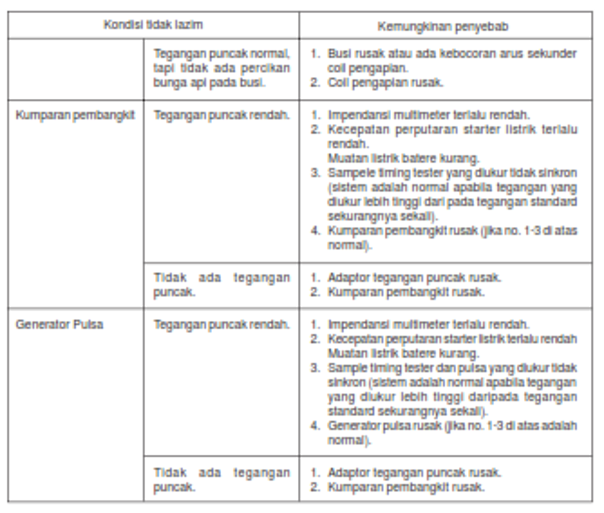 Kondisi tidak lazim
Kemungkinan penyebab
Tegangan puncak normal,
tapi tidak ada percikan
bunga api pada busi.
1. Busi rusak atau ada kebocoran arus sekunder
coil pengapian.
2. Coil pengapian rusak.
Kumparan pembangkit
Tegangan puncak rendah.
1. Impendansi multimeter terlalu rendah.
2. Kecepatan perputaran starter listrik terlalu
rendah.
Muatan listrik batere kurang.
3. Sampele timing tester yang diukur tidak sinkron
(sistem adalah normal apabila tegangan yang
diukur lebih tinggi dari pada tegangan standard
sekurangnya sekali).
4. Kumparan pembangkit rusak (jika no. 1-3 di atas
normal).
Tidak ada tegangan
puncak.
1. Adaptor tegangan puncak rusak.
2. Kumparan pembangkit rusak.
Generator Pulsa
Tegangan puncak rendah.
1. Impendansi multimeter terlalu rendah.
2. Kecepatan perputaran starter listrik terlalu rendah
Muatan listrik batere kurang.
3. Sample timing tester dan pulsa yang diukur tidak
sinkron (sistem adalah normal apabila tegangan
yang diukur lebih tinggi daripada tegangan
standard sekurangnya sekali).
4. Generator pulsa rusak (jika no. 1-3 di atas adalah
normal).
Tidak ada tegangan
puncak.
1. Adaptor tegangan puncak rusak.
2. Kumparan pembangkit rusak.